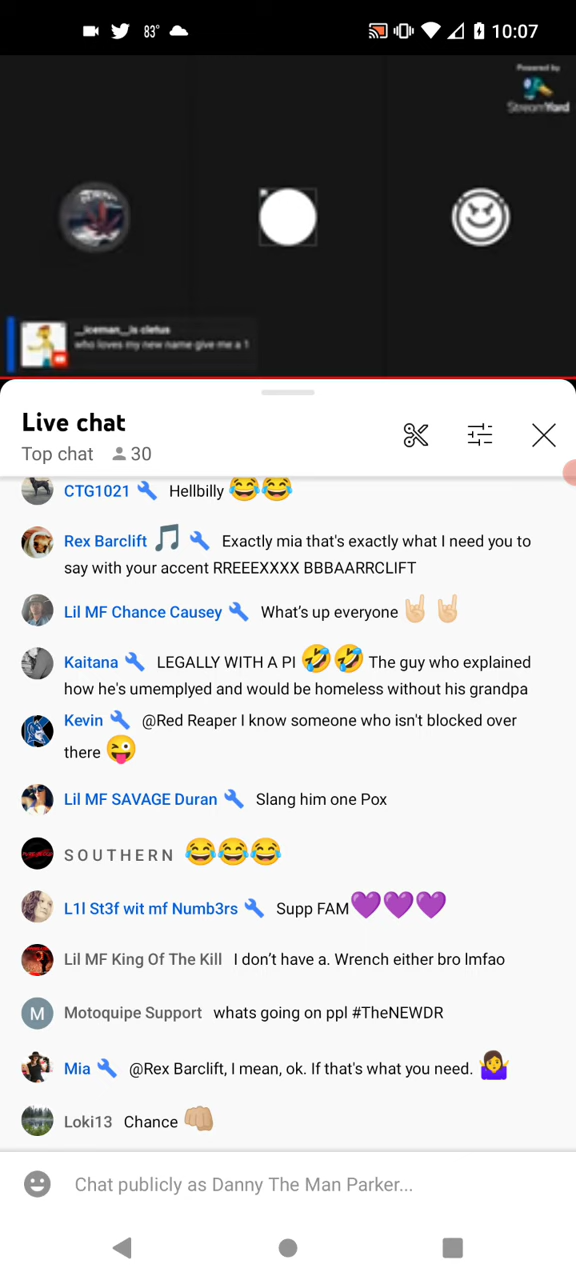 83° 10:07
Powered by
StreamYard
__iceman__is cletus
who loves my new name give me a 1
Live chat
Top chat 30
CTG1021 Hellbilly 😂😂
Rex Barclift 🎵 Exactly mia that's exactly what I need you to
say with your accent RREEEXXXX BBBAARRCLIFT
Lil MF Chance Causey What's up everyone 🤘🏻 🤘🏻
Kaitana LEGALLY WITH A PI 🤣🤣 The guy who explained
how he's umemplyed and would be homeless without his grandpa
Kevin @Red Reaper I know someone who isn't blocked over
there 😜
Lil MF SAVAGE Duran Slang him one Pox
S O U T H E R N 😂😂😂
L1l St3f wit mf Numb3rs Supp FAM💜💜💜
Lil MF King Of The Kill I don't have a. Wrench either bro lmfao
M Motoquipe Support whats going on ppl #TheNEWDR
Mia @Rex Barclift, I mean, ok. If that's what you need. 🤷‍♀️
Loki13 Chance 👊🏼
Chat publicly as Danny The Man Parker...